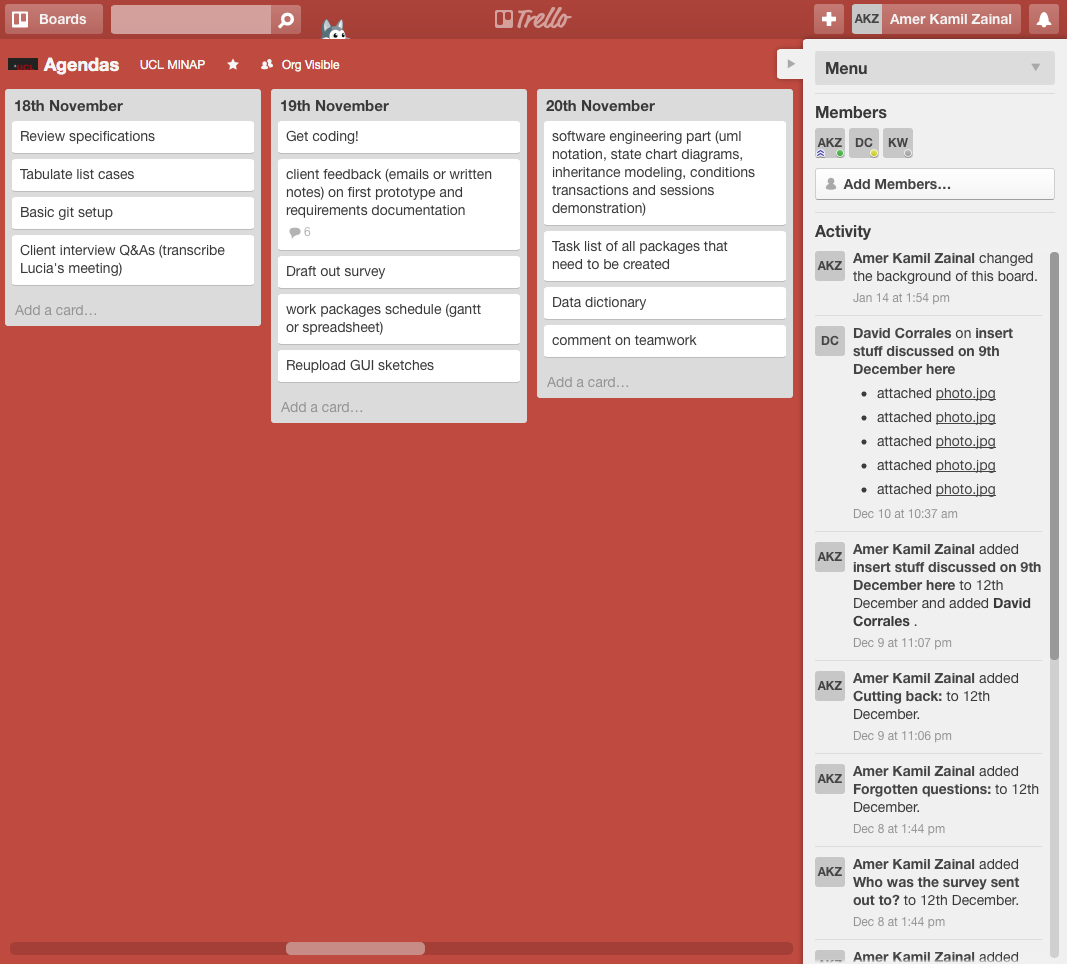 Boards
Trello
AKZ Amer Kamil Zainal
Agendas UCL MINAP Org Visible
18th November
Review specifications
Tabulate list cases
Basic git setup
Client interview Q&As (transcribe
Lucia's meeting)
Add a card…
19th November
Get coding!
client feedback (emails or written
notes) on first prototype and
requirements documentation
6
Draft out survey
work packages schedule (gantt
or spreadsheet)
Reupload GUI sketches
Add a card…
20th November
software engineering part (uml
notation, state chart diagrams,
inheritance modeling, conditions
transactions and sessions
demonstration)
Task list of all packages that
need to be created
Data dictionary
comment on teamwork
Add a card…
Menu
Members
AKZ DC KW
Add Members…
Activity
AKZ
Amer Kamil Zainal changed
the background of this board.
Jan 14 at 1:54 pm
DC
David Corrales on insert
stuff discussed on 9th
December here
• attached photo.jpg
• attached photo.jpg
• attached photo.jpg
• attached photo.jpg
• attached photo.jpg
Dec 10 at 10:37 am
AKZ
Amer Kamil Zainal added
insert stuff discussed on 9th
December here to 12th
December and added David
Corrales .
Dec 9 at 11:07 pm
AKZ
Amer Kamil Zainal added
Cutting back: to 12th
December.
Dec 9 at 11:06 pm
AKZ
Amer Kamil Zainal added
Forgotten questions: to 12th
December.
Dec 8 at 1:44 pm
AKZ
Amer Kamil Zainal added
Who was the survey sent
out to? to 12th December.
Dec 8 at 1:44 pm
Amer Kamil Zainal added